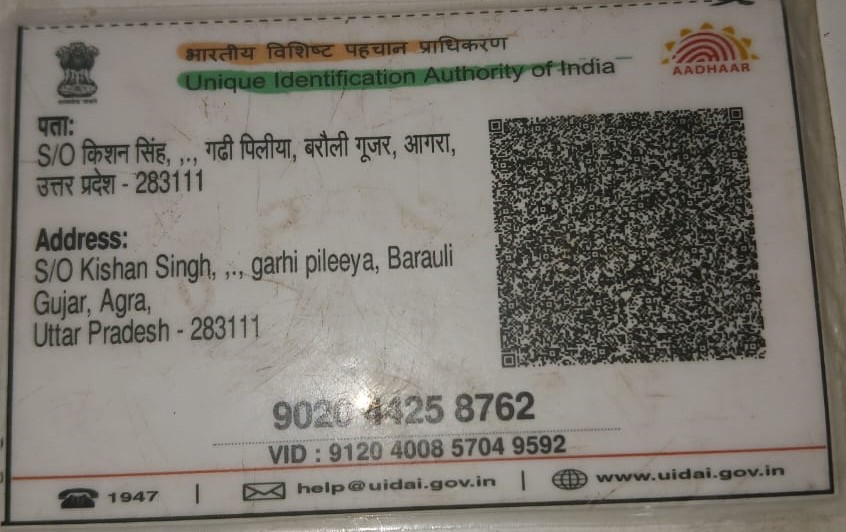 भारतीय विशिष्ट पहचान प्राधिकरण
Unique Identification Authority of India
AADHAAR
पता:
S/O किशन सिंह, ,., गढी पिलीया, बरौली गूजर, आगरा,
उत्तर प्रदेश - 283111
Address:
S/O Kishan Singh, ,., garhi pileeya, Barauli
Gujar, Agra,
Uttar Pradesh - 283111
4425 8762
VID : 9120 4008 5704 9592
1947 | help@uidai.gov.in | www.uidai.gov.in